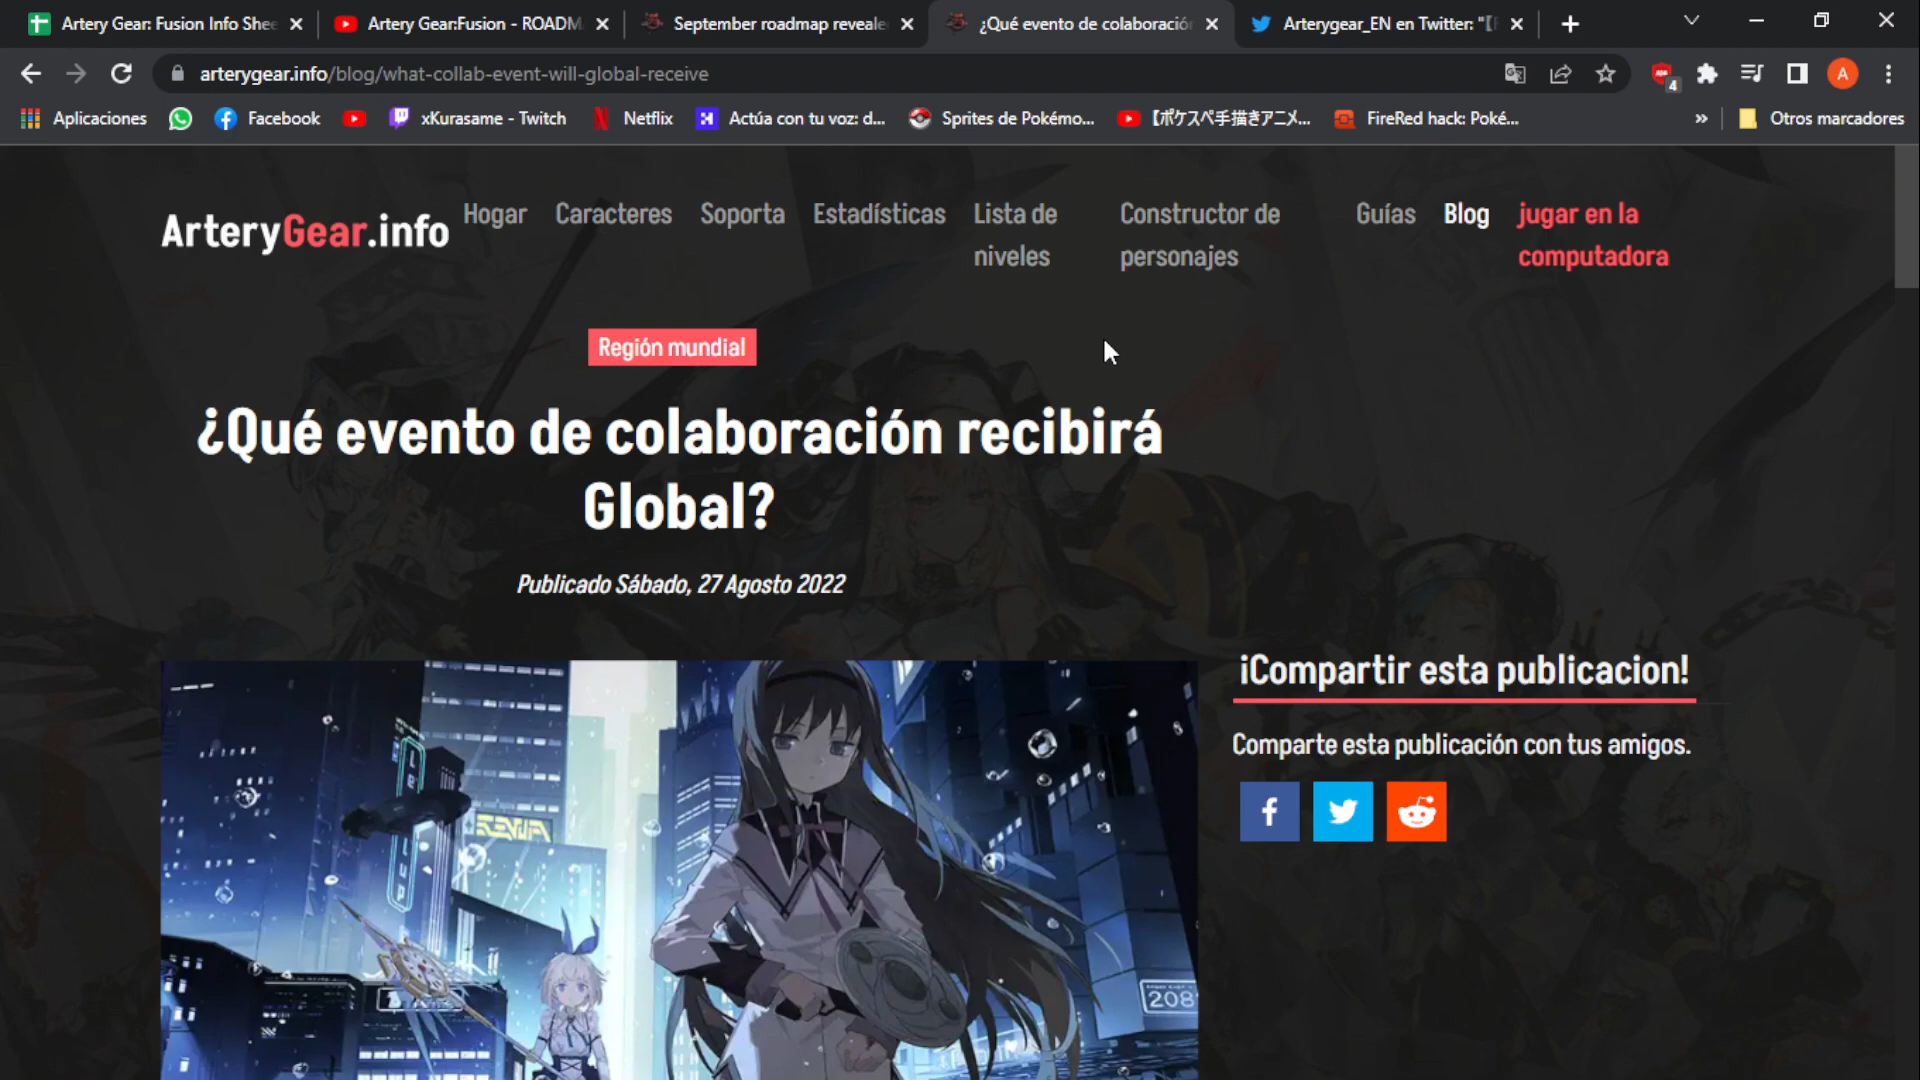 Artery Gear: Fusion Info Shee
Artery Gear:Fusion - ROADM
September roadmap reveale
¿Qué evento de colaboració
Arterygear_EN en Twitter: "【F
arterygear.info/blog/what-collab-event-will-global-receive
4
A
Aplicaciones
Facebook
xKurasame - Twitch
Netflix
Actúa con tu voz: d...
Sprites de Pokémo...
【ポケスペ手描きアニメ...
FireRed hack: Poké...
»
Otros marcadores
ArteryGear.info
Hogar
Caracteres
Soporta
Estadísticas
Lista de
niveles
Constructor de
personajes
Guías
Blog
jugar en la
computadora
Región mundial
¿Qué evento de colaboración recibirá
Global?
Publicado Sábado, 27 Agosto 2022
¡Compartir esta publicacion!
Comparte esta publicación con tus amigos.
208